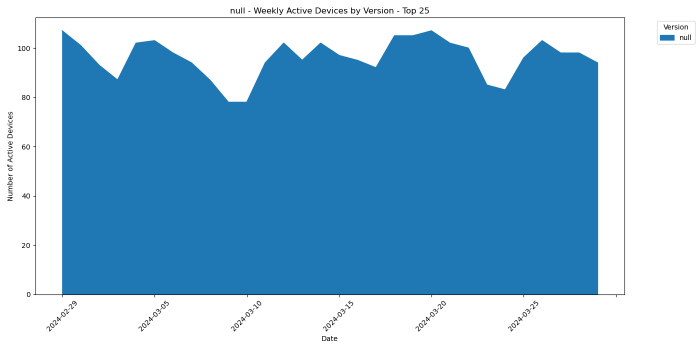 null - Weekly Active Devices by Version - Top 25
Version
null
Number of Active Devices
100
80
60
40
20
0
2024-02-29
2024-03-05
2024-03-10
2024-03-15
2024-03-20
2024-03-25
Date